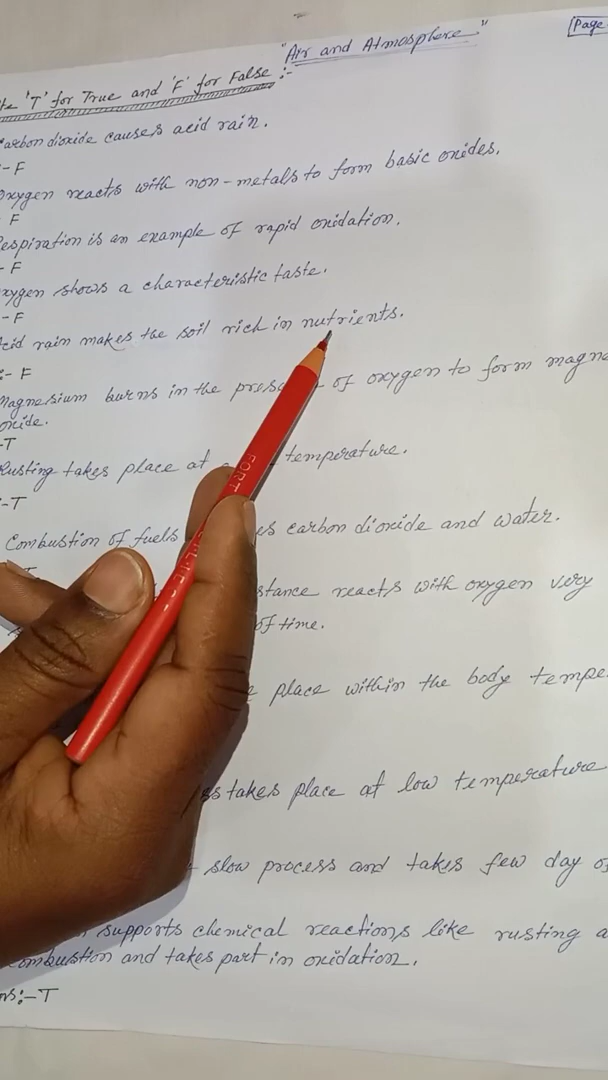 "Air and Atmosphere"
[Page
'T' for True and 'F' for False :-
Carbon dioxide causes acid rain.
:-F
Oxygen reacts with non-metals to form basic oxides.
F
Respiration is an example of rapid oxidation.
-F
Oxygen shows a characteristic taste.
-F
Acid rain makes the soil rich in nutrients.
:- F
Magnesium burns in the of oxygen to form
oxide.
-T
Rusting takes place at temperature.
:-T
Combustion of fuels carbon dioxide and water.
reacts with oxygen very
of time.
place within the body
takes place at low temperature
slow process and takes few day of
supports chemical reactions like rusting
combustion and takes part in oxidation.
:-T